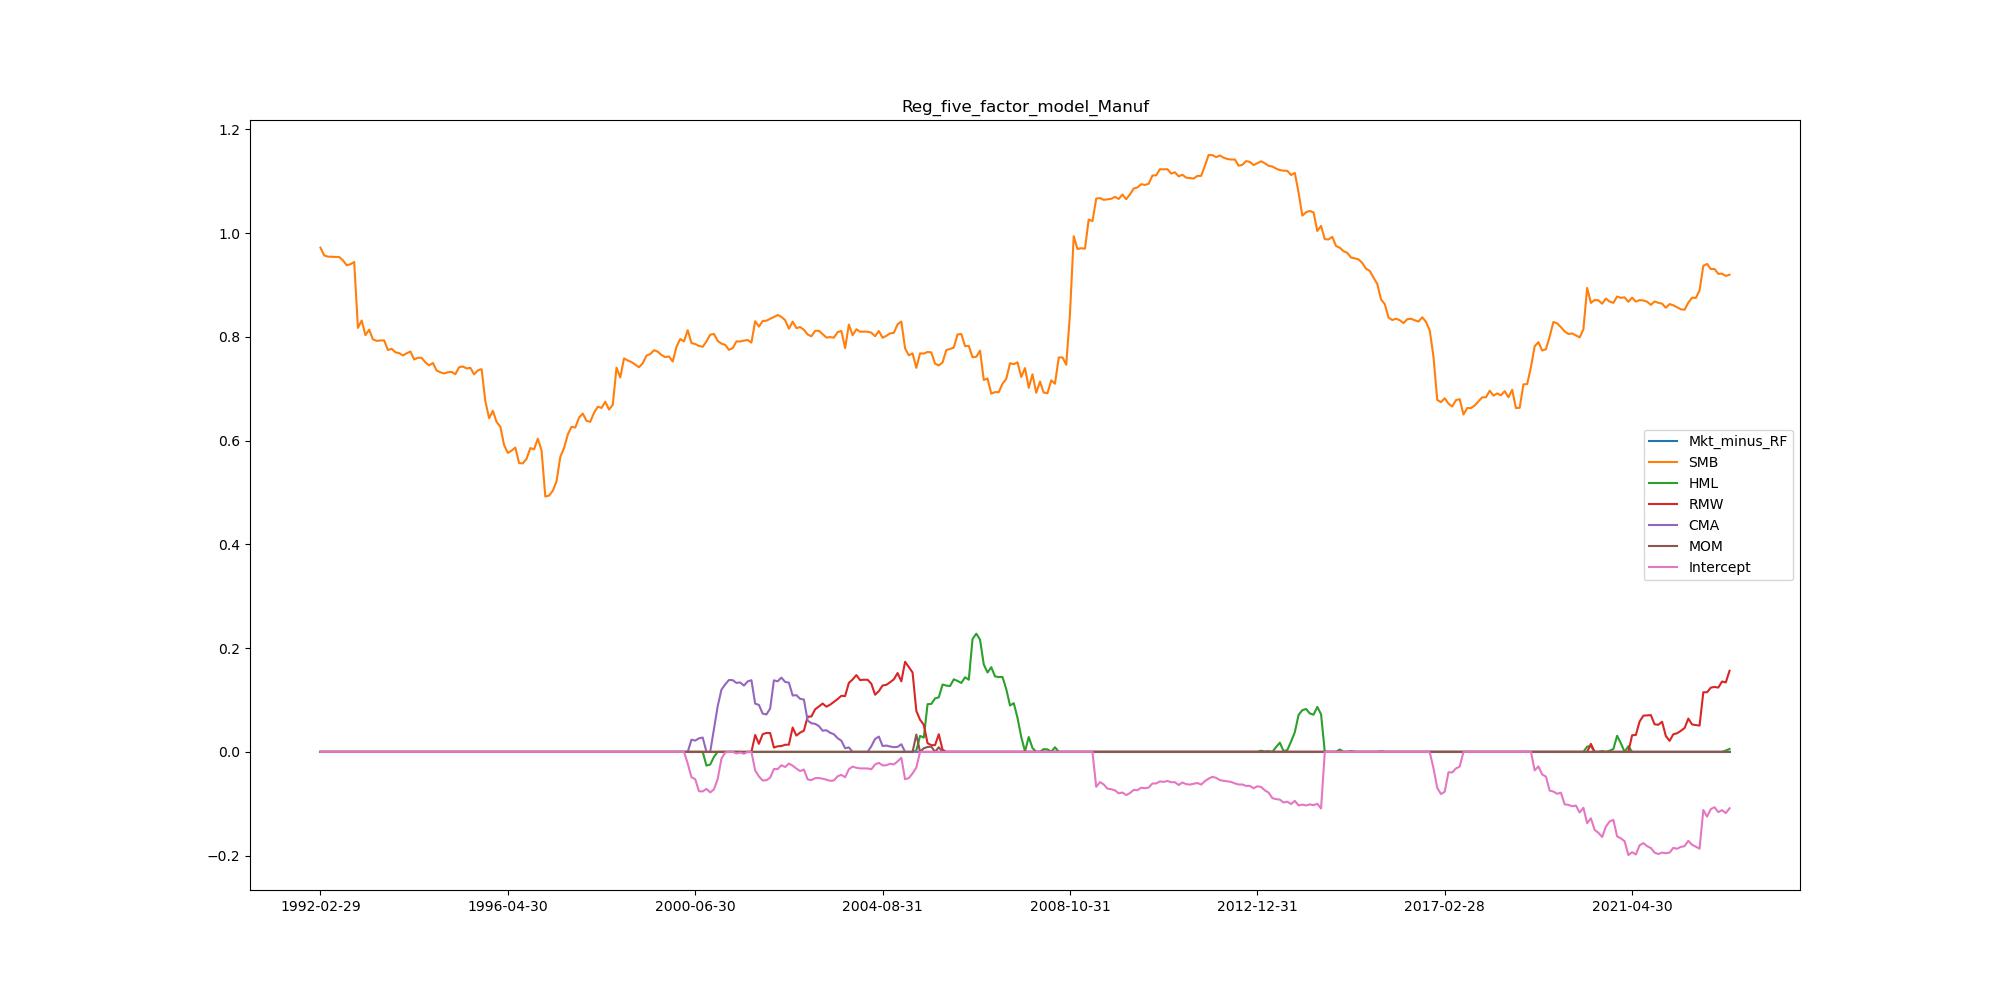 Reg_five_factor_model_Manuf
1.2
1.0
0.8
0.6
0.4
0.2
0.0
−0.2
Mkt_minus_RF
SMB
HML
RMW
CMA
MOM
Intercept
1992-02-29 1996-04-30 2000-06-30 2004-08-31 2008-10-31 2012-12-31 2017-02-28 2021-04-30